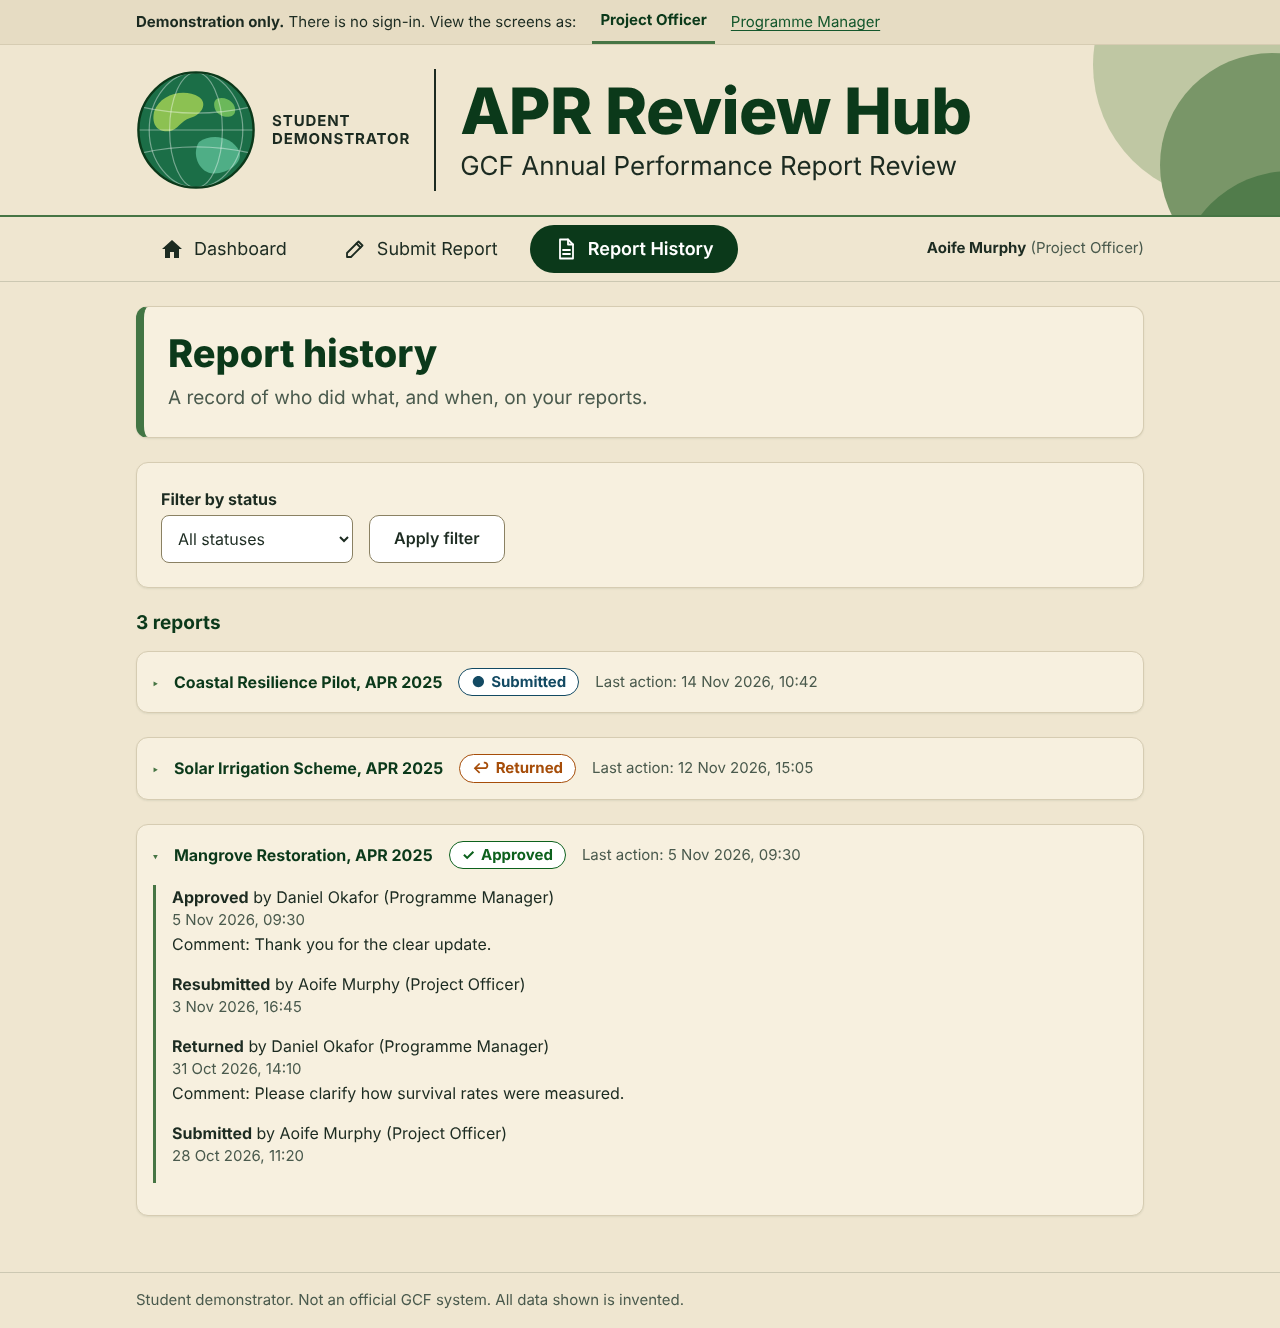 Demonstration only. There is no sign-in. View the screens as: Project Officer Programme Manager
STUDENT
DEMONSTRATOR
APR Review Hub
GCF Annual Performance Report Review
Dashboard Submit Report Report History Aoife Murphy (Project Officer)
Report history
A record of who did what, and when, on your reports.
Filter by status
All statuses Apply filter
3 reports
Coastal Resilience Pilot, APR 2025 Submitted Last action: 14 Nov 2026, 10:42
Solar Irrigation Scheme, APR 2025 Returned Last action: 12 Nov 2026, 15:05
Mangrove Restoration, APR 2025 Approved Last action: 5 Nov 2026, 09:30
Approved by Daniel Okafor (Programme Manager)
5 Nov 2026, 09:30
Comment: Thank you for the clear update.
Resubmitted by Aoife Murphy (Project Officer)
3 Nov 2026, 16:45
Returned by Daniel Okafor (Programme Manager)
31 Oct 2026, 14:10
Comment: Please clarify how survival rates were measured.
Submitted by Aoife Murphy (Project Officer)
28 Oct 2026, 11:20
Student demonstrator. Not an official GCF system. All data shown is invented.